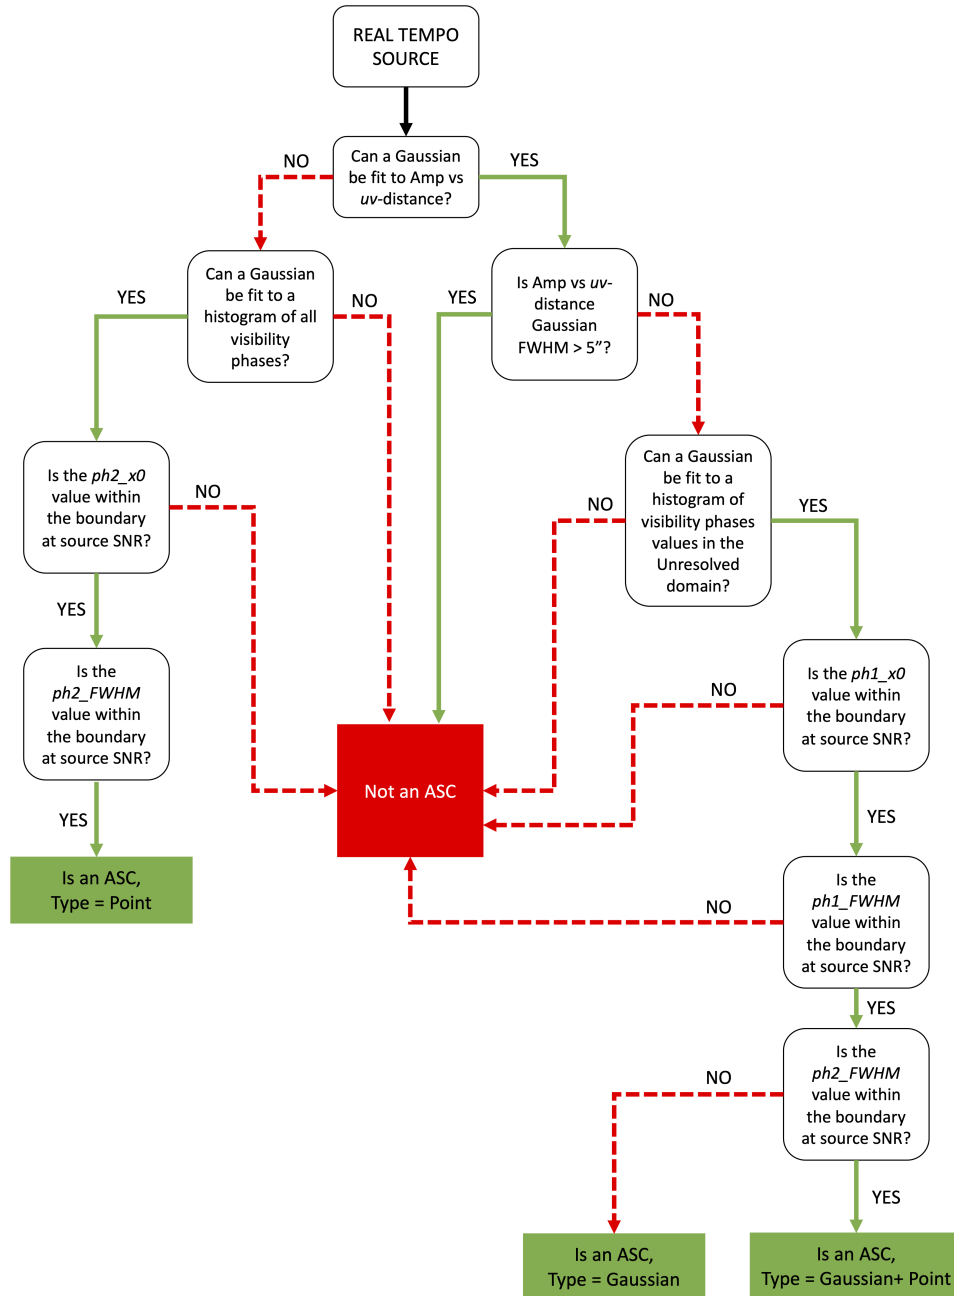 REAL TEMPO
SOURCE
NO
Can a Gaussian
be fit to Amp vs
uv-distance?
YES
YES
Can a Gaussian
be fit to a
histogram of all
visibility
phases?
NO
YES
Is Amp vs uv-
distance
Gaussian
FWHM > 5”?
NO
Is the ph2_x0
value within
the boundary
at source SNR?
NO
NO
Can a Gaussian
be fit to a
histogram of
visibility phases
values in the
Unresolved
domain?
YES
YES
Is the
ph2_FWHM
value within
the boundary
at source SNR?
NO
Is the ph1_x0
value within
the boundary
at source SNR?
Not an ASC
YES
YES
Is an ASC,
Type = Point
NO
Is the
ph1_FWHM
value within
the boundary
at source SNR?
YES
NO
Is the
ph2_FWHM
value within
the boundary
at source SNR?
YES
Is an ASC,
Type = Gaussian
Is an ASC,
Type = Gaussian+ Point